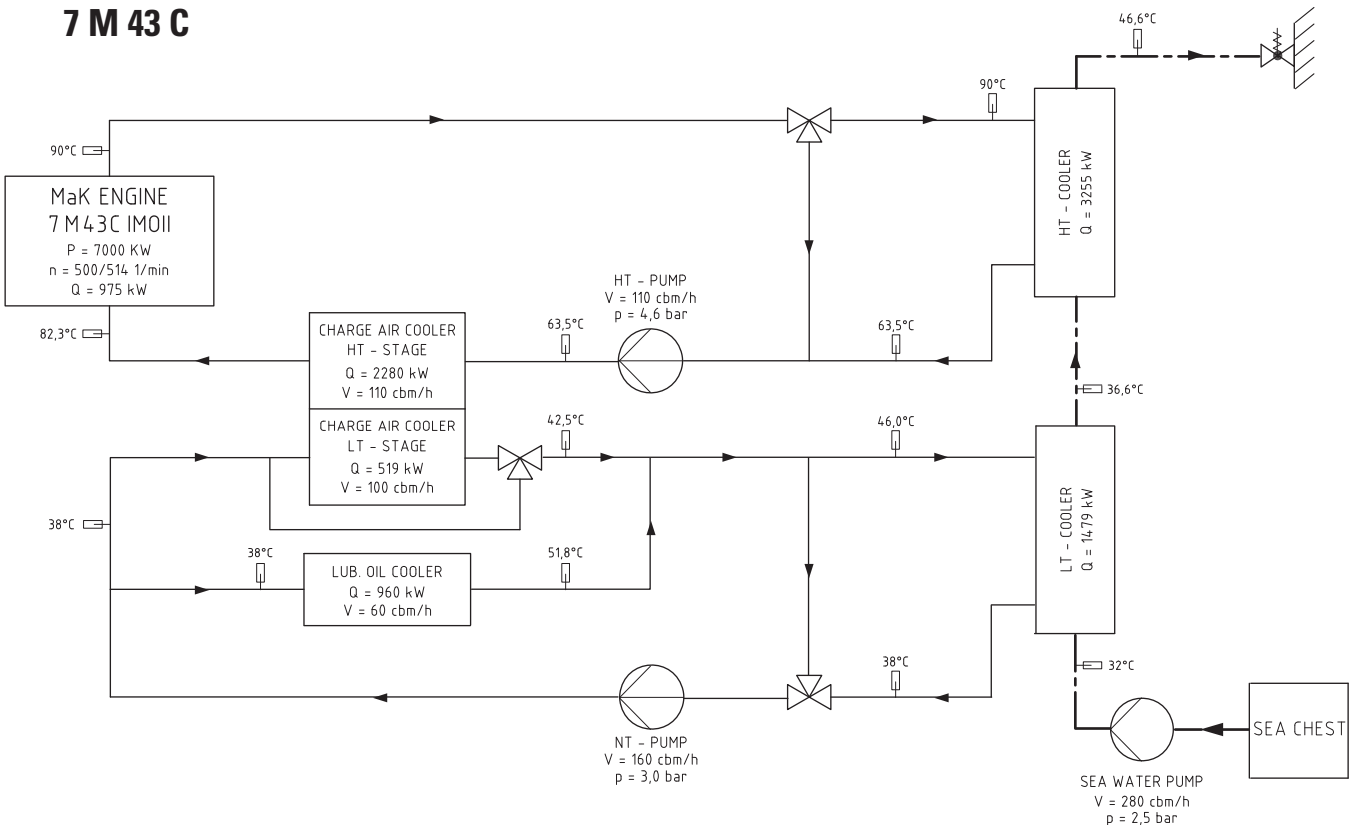 7 M 43 C
46,6°C
90°C
90°C
MaK ENGINE
7 M 43C IMOII
P = 7000 KW
n = 500/514 1/min
Q = 975 kW
HT - COOLER
Q = 3255 kW
HT - PUMP
V = 110 cbm/h
p = 4,6 bar
82,3°C
CHARGE AIR COOLER
HT - STAGE
Q = 2280 kW
V = 110 cbm/h
63,5°C
63,5°C
36,6°C
CHARGE AIR COOLER
LT - STAGE
Q = 519 kW
V = 100 cbm/h
42,5°C
46,0°C
38°C
LT - COOLER
Q = 1479 kW
38°C
51,8°C
LUB. OIL COOLER
Q = 960 kW
V = 60 cbm/h
38°C
32°C
NT - PUMP
V = 160 cbm/h
p = 3,0 bar
SEA CHEST
SEA WATER PUMP
V = 280 cbm/h
p = 2,5 bar